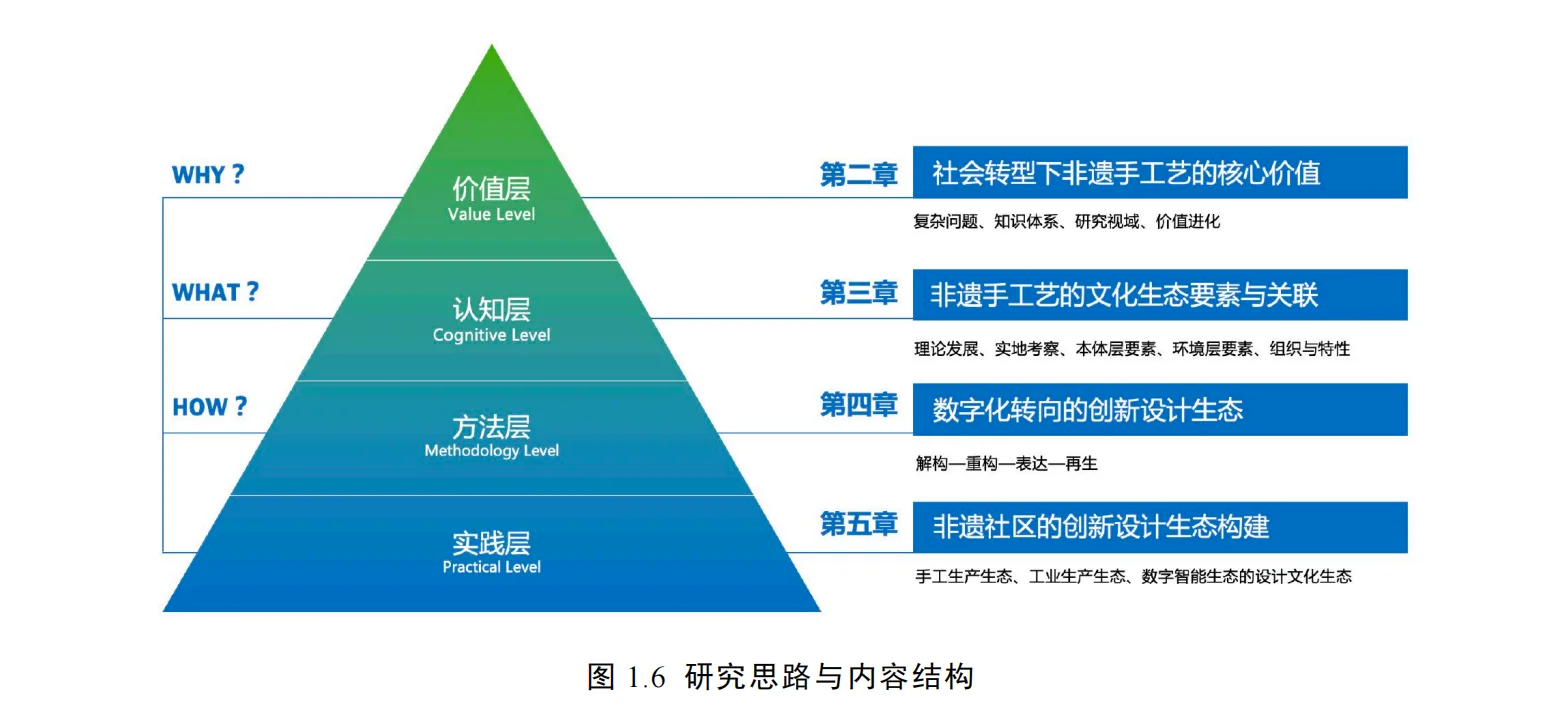 WHY？
价值层
Value Level
第二章
社会转型下非遗手工艺的核心价值
复杂问题、知识体系、研究视域、价值进化
WHAT？
认知层
Cognitive Level
第三章
非遗手工艺的文化生态要素与关联
理论发展、实地考察、本体层要素、环境层要素、组织与特性
HOW？
方法层
Methodology Level
第四章
数字化转向的创新设计生态
解构—重构—表达—再生
实践层
Practical Level
第五章
非遗社区的创新设计生态构建
手工生产生态、工业生产生态、数字智能生态的设计文化生态
图 1.6 研究思路与内容结构